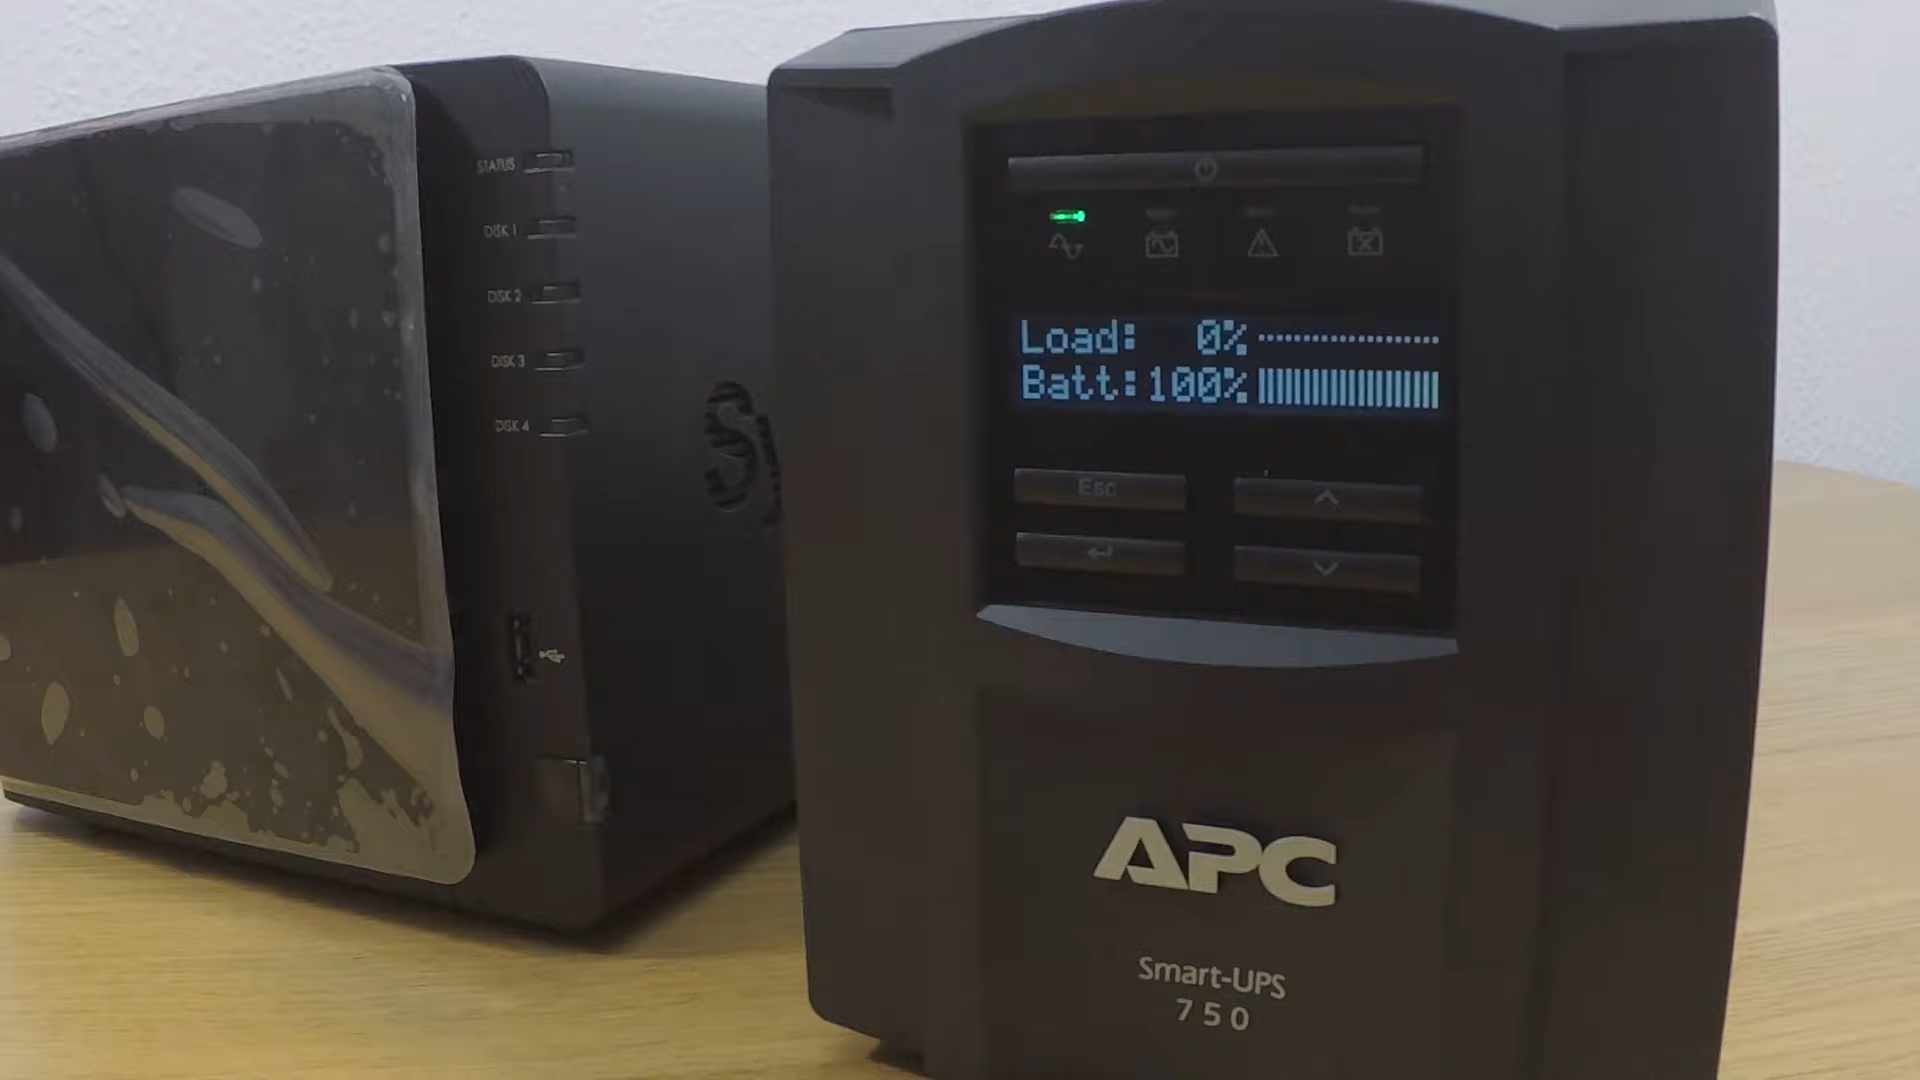 STATUS
DISK 1
DISK 2
DISK 3
DISK 4
Load: 0%
Batt:100%
Esc
APC
Smart-UPS
750